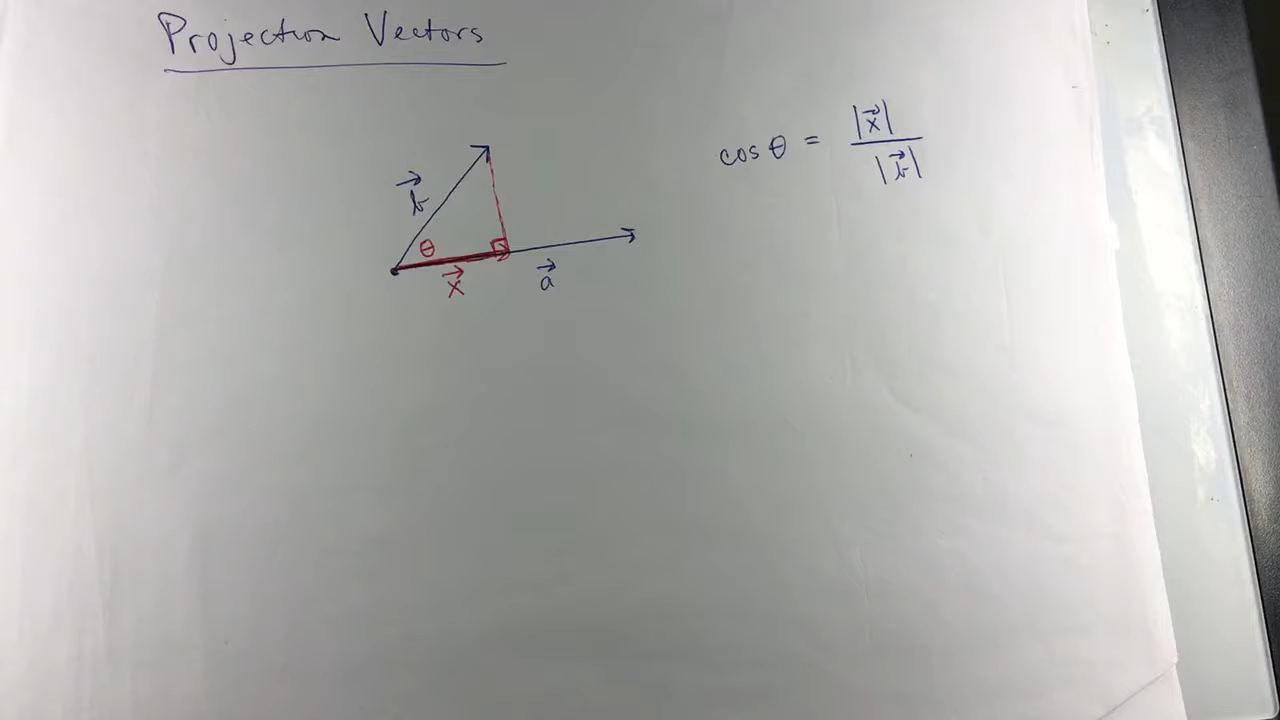 Projection Vectors
cos θ = |x⃗| / |b⃗|
b⃗
θ
x⃗
a⃗